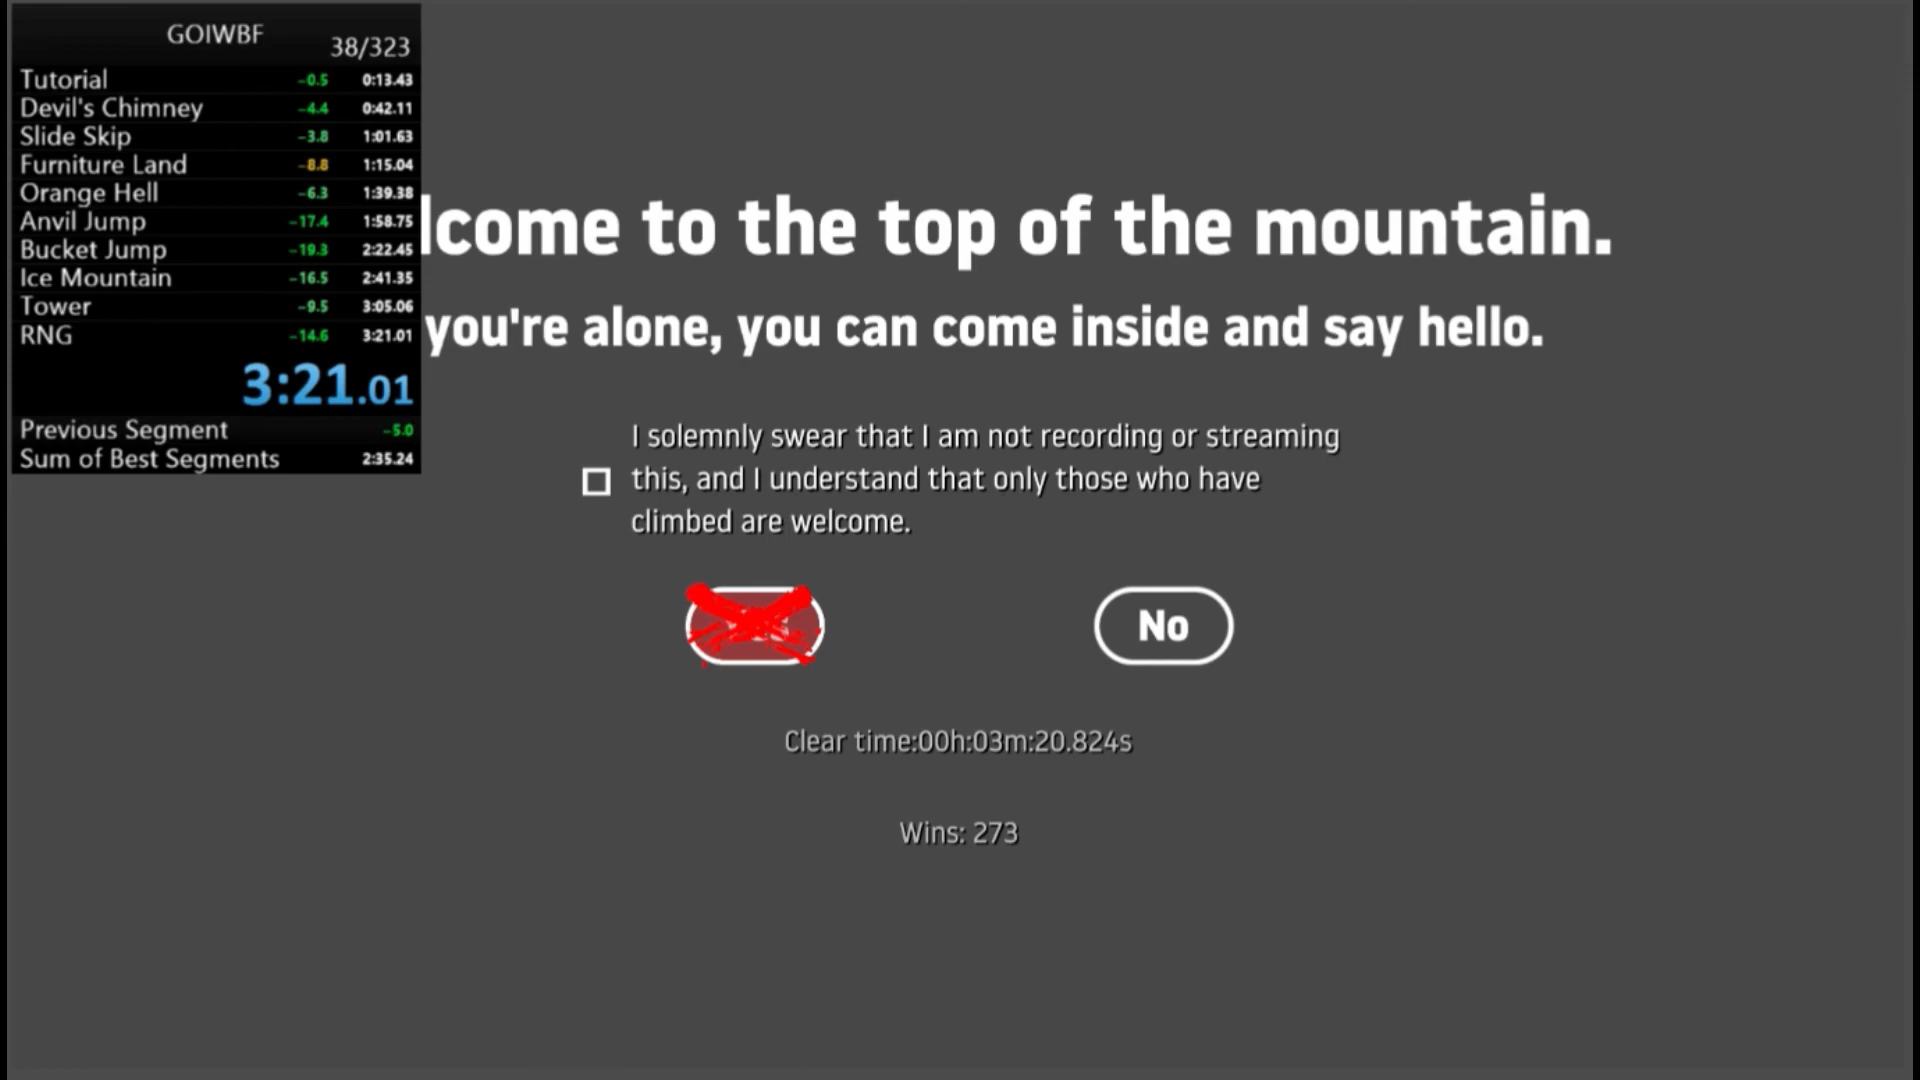 GOIWBF
38/323
Tutorial -0.5 0:13.43
Devil's Chimney -4.4 0:42.11
Slide Skip -3.8 1:01.63
Furniture Land -8.8 1:15.04
Orange Hell -6.3 1:39.38
Anvil Jump -17.4 1:58.75
Bucket Jump -19.3 2:22.45
Ice Mountain -16.5 2:41.35
Tower -9.5 3:05.06
RNG -14.6 3:21.01
3:21.01
Previous Segment -5.0
Sum of Best Segments 2:35.24
lcome to the top of the mountain.
you're alone, you can come inside and say hello.
I solemnly swear that I am not recording or streaming
this, and I understand that only those who have
climbed are welcome.
No
Clear time:00h:03m:20.824s
Wins: 273